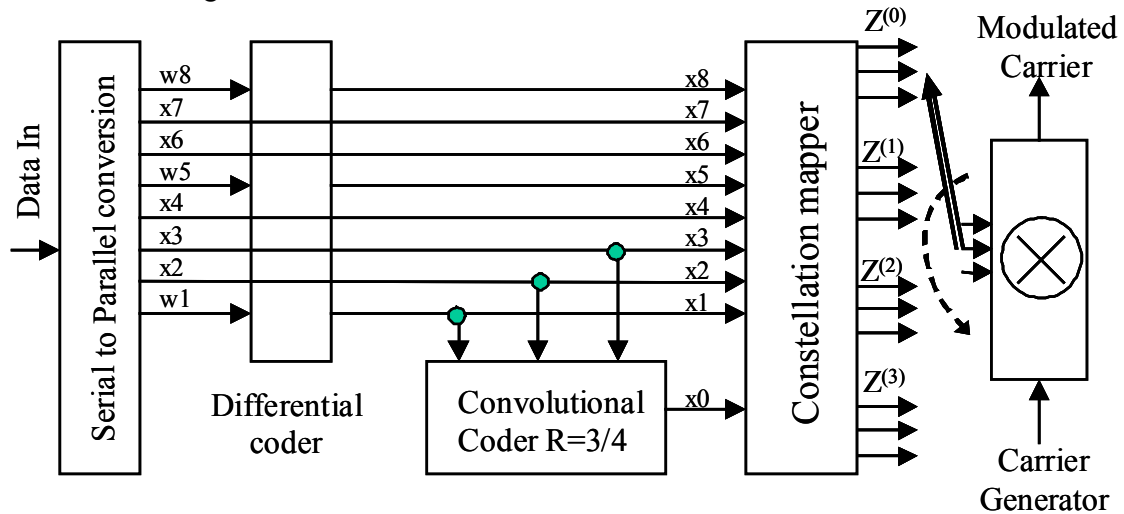 Data In
Serial to Parallel conversion
w8
x7
x6
w5
x4
x3
x2
w1
Differential
coder
x8
x7
x6
x5
x4
x3
x2
x1
Convolutional
Coder R=3/4
x0
Constellation mapper
Z(0)
Z(1)
Z(2)
Z(3)
Modulated
Carrier
Carrier
Generator